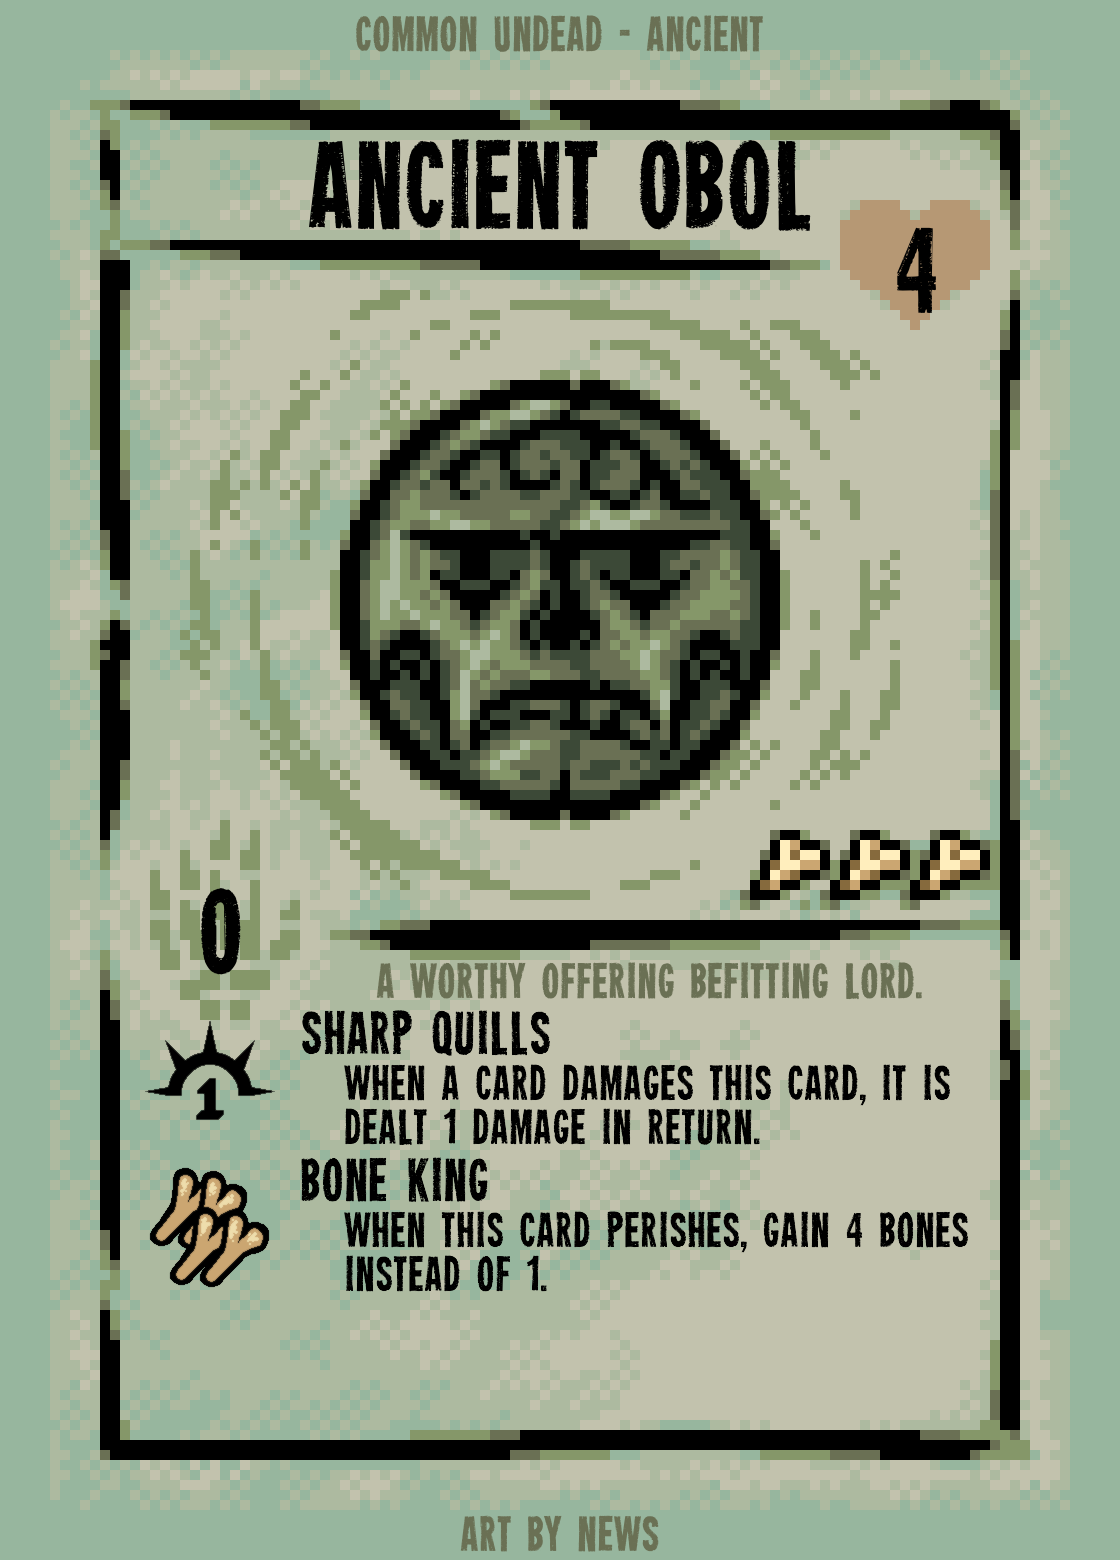 COMMON UNDEAD - ANCIENT
ANCIENT OBOL
4
0
A WORTHY OFFERING BEFITTING LORD.
SHARP QUILLS
1
WHEN A CARD DAMAGES THIS CARD, IT IS
DEALT 1 DAMAGE IN RETURN.
BONE KING
WHEN THIS CARD PERISHES, GAIN 4 BONES
INSTEAD OF 1.
ART BY NEWS